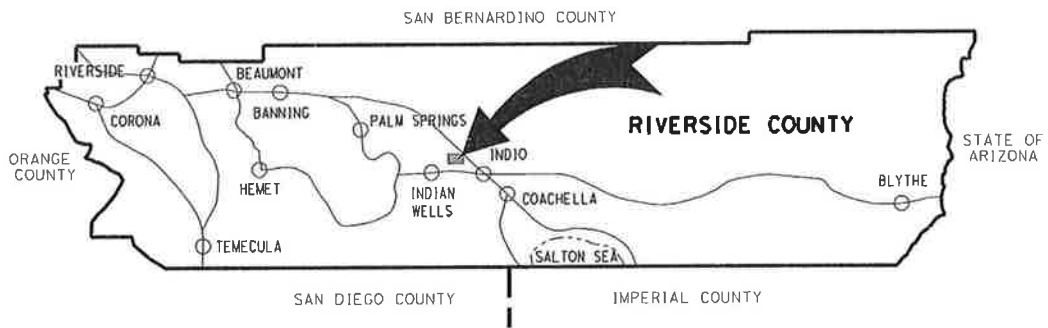 SAN BERNARDINO COUNTY
RIVERSIDE
BEAUMONT
BANNING
CORONA
PALM SPRINGS
RIVERSIDE COUNTY
STATE OF
ARIZONA
ORANGE
COUNTY
INDIO
HEMET
INDIAN
WELLS
COACHELLA
BLYTHE
TEMECULA
SALTON SEA
SAN DIEGO COUNTY
IMPERIAL COUNTY